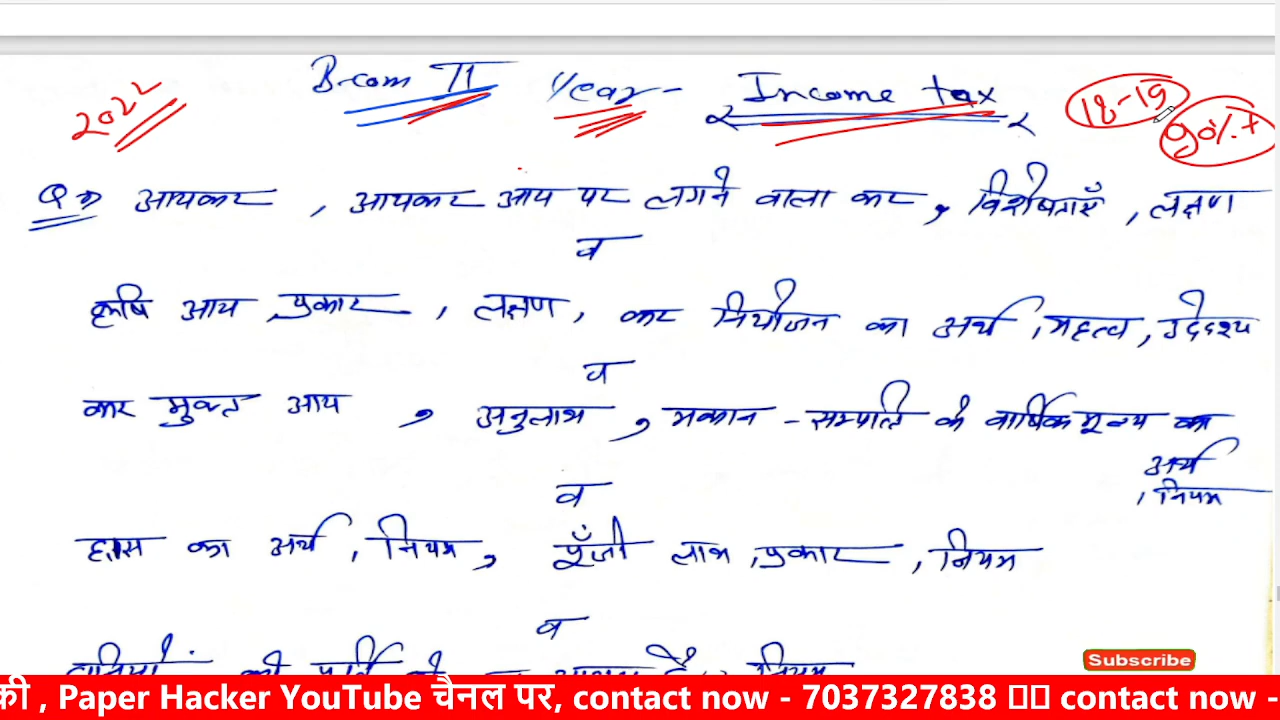 2022 B.com II Year - Income tax 18-19 90%+
Q⇒ आयकर , आयकर आय पर लगने वाला कर , विशेषताएँ , लक्षण
व
कृषि आय प्रकार , लक्षण , कर नियोजन का अर्थ , महत्व , उद्देश्य
व
कर मुक्त आय , अनुलाभ , मकान - सम्पत्ति के वार्षिक मूल्य का
अर्थ
, नियम
व
ह्रास का अर्थ , नियम , पूँजी लाभ , प्रकार , नियम
व
Subscribe
की , Paper Hacker YouTube चैनल पर, contact now - 7037327838 contact now -